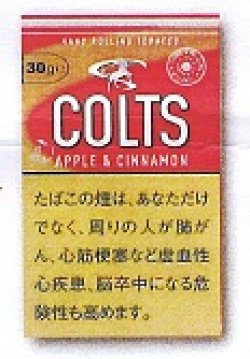 HAND ROLLING TOBACCO
30g
COLTS
APPLE & CINNAMON
たばこの煙は、あなただけ
でなく、周りの人が肺が
ん、心筋梗塞など虚血性
心疾患、脳卒中になる危
険性も高めます。